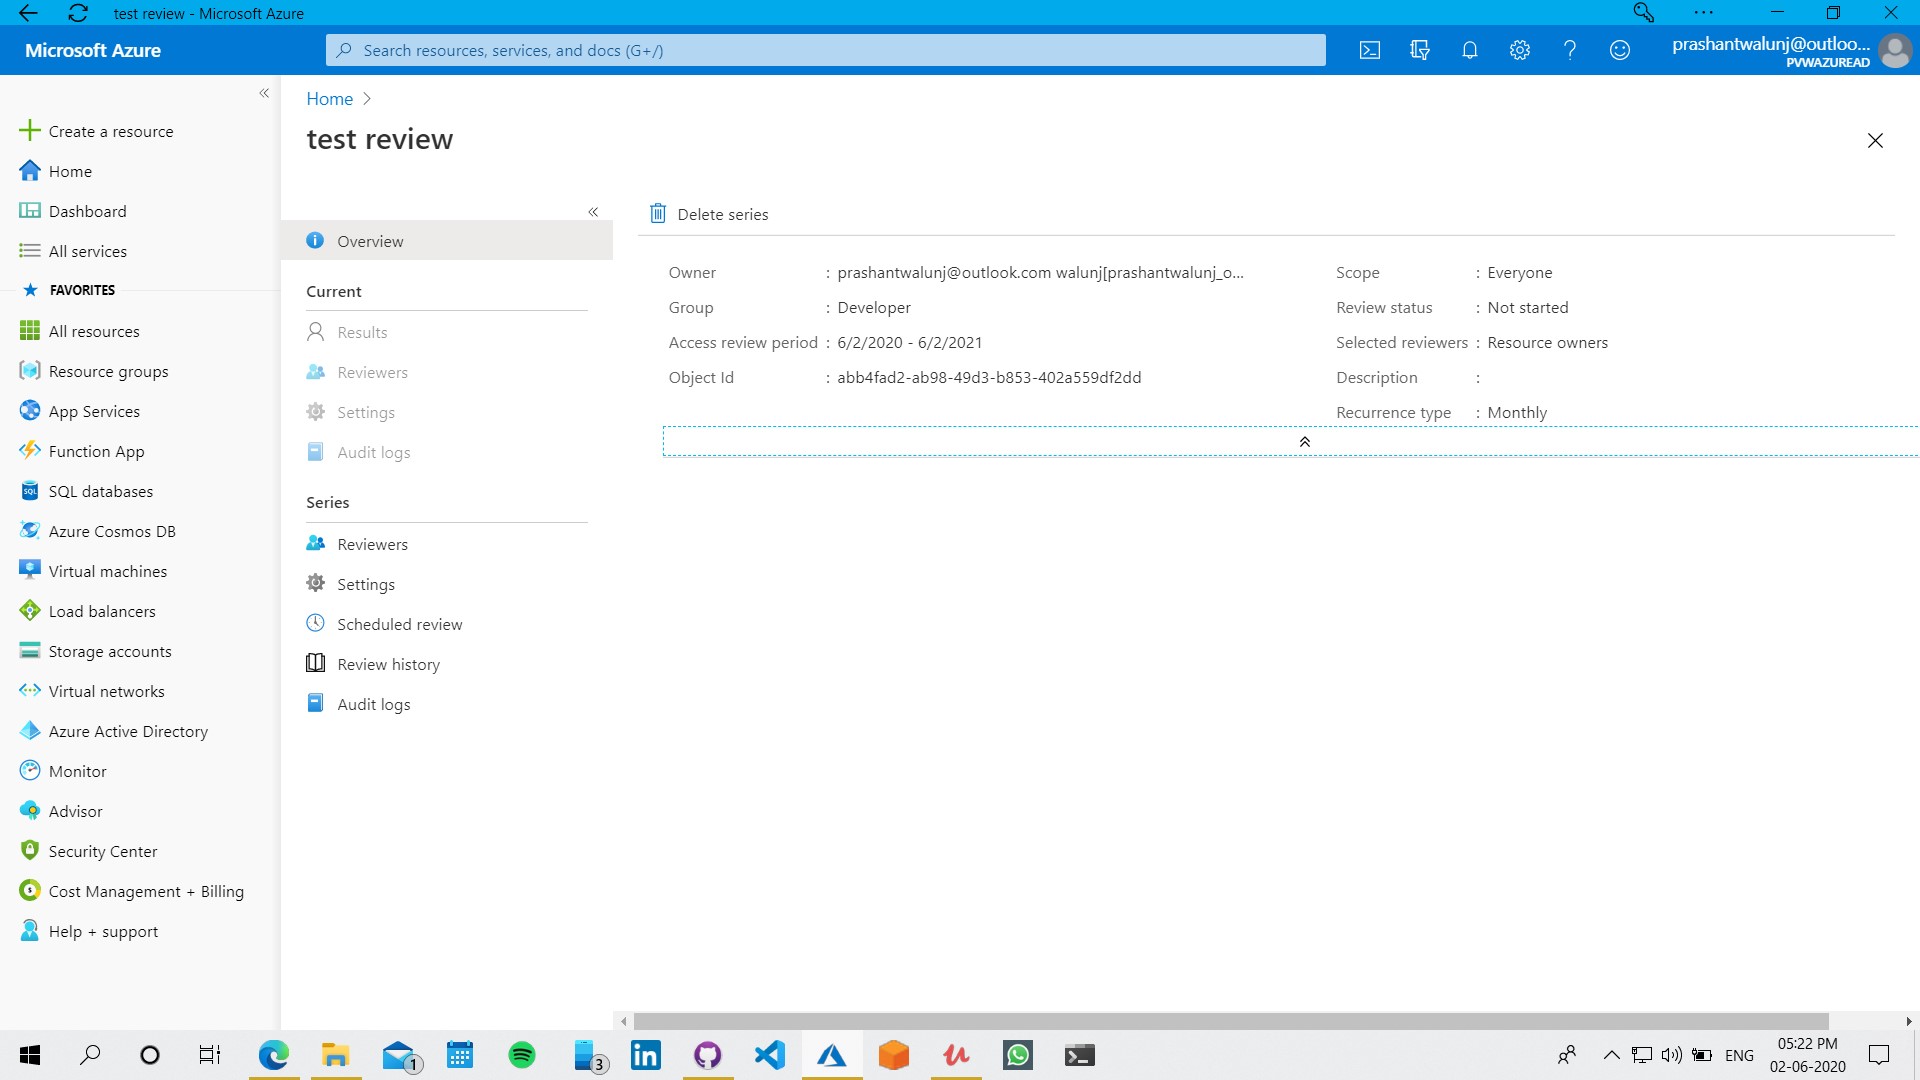 test review - Microsoft Azure
Microsoft Azure
Search resources, services, and docs (G+/)
prashantwalunj@outloo...
PVWAZUREAD
Create a resource
Home
Dashboard
All services
FAVORITES
All resources
Resource groups
App Services
Function App
SQL databases
Azure Cosmos DB
Virtual machines
Load balancers
Storage accounts
Virtual networks
Azure Active Directory
Monitor
Advisor
Security Center
Cost Management + Billing
Help + support
Home
test review
Overview
Current
Results
Reviewers
Settings
Audit logs
Series
Reviewers
Settings
Scheduled review
Review history
Audit logs
Delete series
Owner : prashantwalunj@outlook.com walunj[prashantwalunj_o...
Group : Developer
Access review period : 6/2/2020 - 6/2/2021
Object Id : abb4fad2-ab98-49d3-b853-402a559df2dd
Scope : Everyone
Review status : Not started
Selected reviewers : Resource owners
Description :
Recurrence type : Monthly
1
3
ENG
05:22 PM
02-06-2020